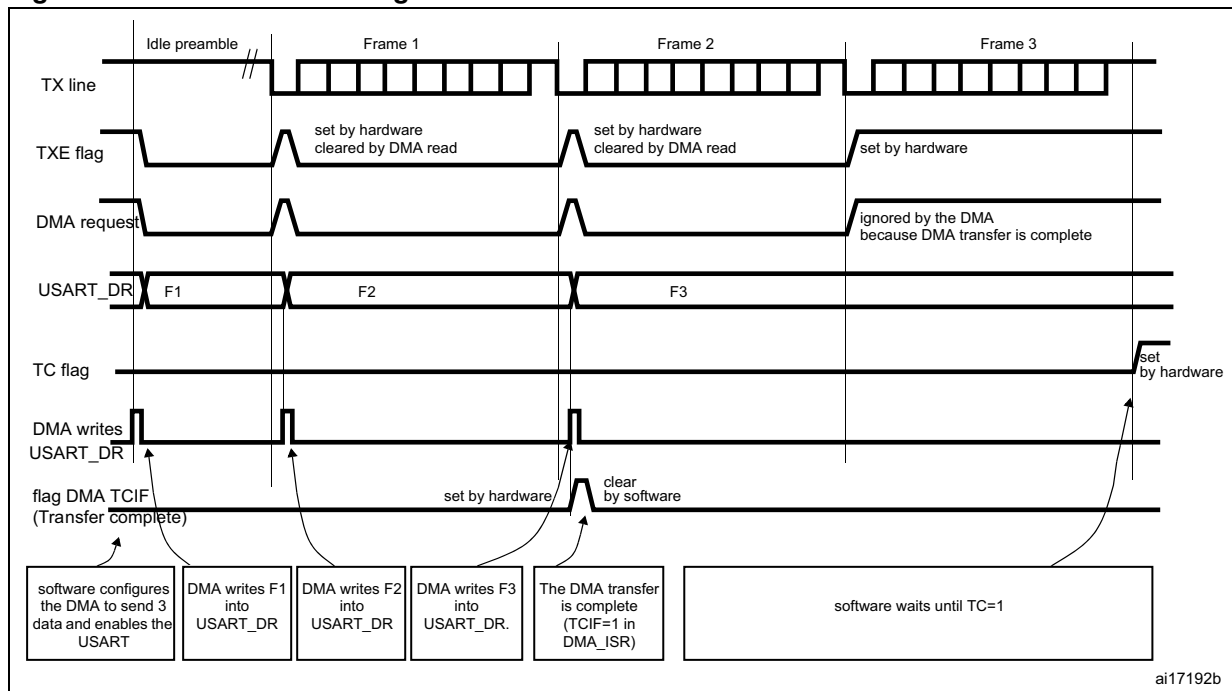 Idle preamble
Frame 1
Frame 2
Frame 3
TX line
TXE flag
set by hardware
cleared by DMA read
set by hardware
cleared by DMA read
set by hardware
DMA request
ignored by the DMA
because DMA transfer is complete
USART_DR
F1
F2
F3
TC flag
set
by hardware
DMA writes
USART_DR
flag DMA TCIF
(Transfer complete)
set by hardware
clear
by software
software configures
the DMA to send 3
data and enables the
USART
DMA writes F1
into
USART_DR
DMA writes F2
into
USART_DR
DMA writes F3
into
USART_DR.
The DMA transfer
is complete
(TCIF=1 in
DMA_ISR)
software waits until TC=1
ai17192b